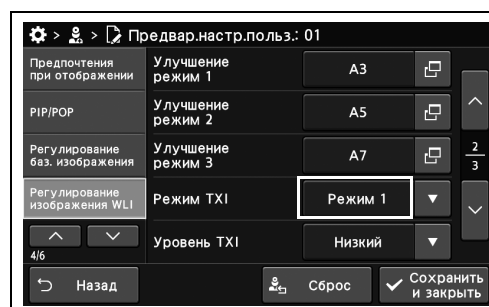 > > Предвар.настр.польз.: 01
Предпочтения
при отображении
PIP/POP
Регулирование
баз. изображения
Регулирование
изображения WLI
4/6
Улучшение
режим 1
A3
Улучшение
режим 2
A5
Улучшение
режим 3
A7
Режим TXI
Режим 1
Уровень TXI
Низкий
2
3
Назад
Сброс
Сохранить
и закрыть